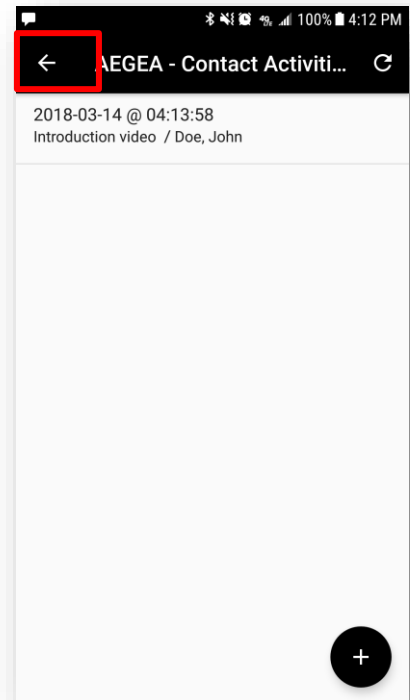 100% 4:12 PM
AEGEA - Contact Activiti...
2018-03-14 @ 04:13:58
Introduction video / Doe, John